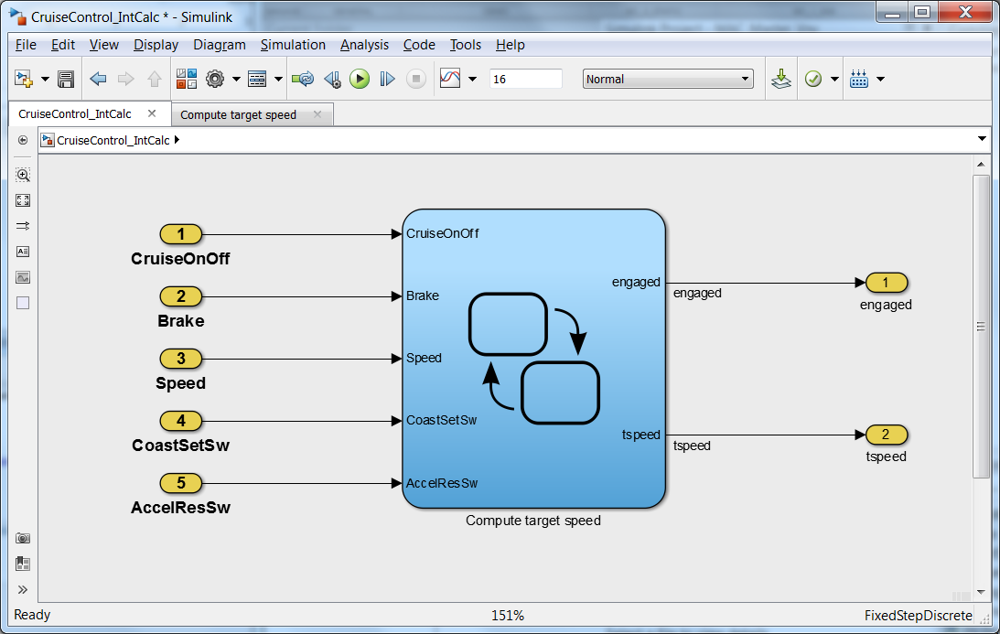 CruiseControl_IntCalc * - Simulink
File Edit View Display Diagram Simulation Analysis Code Tools Help
16 Normal
CruiseControl_IntCalc Compute target speed
CruiseControl_IntCalc
1 CruiseOnOff
CruiseOnOff
engaged 1
engaged
engaged
2 Brake
Brake
3 Speed
Speed
4 CoastSetSw
CoastSetSw
tspeed 2
tspeed
tspeed
5 AccelResSw
AccelResSw
Compute target speed
Ready 151% FixedStepDiscrete